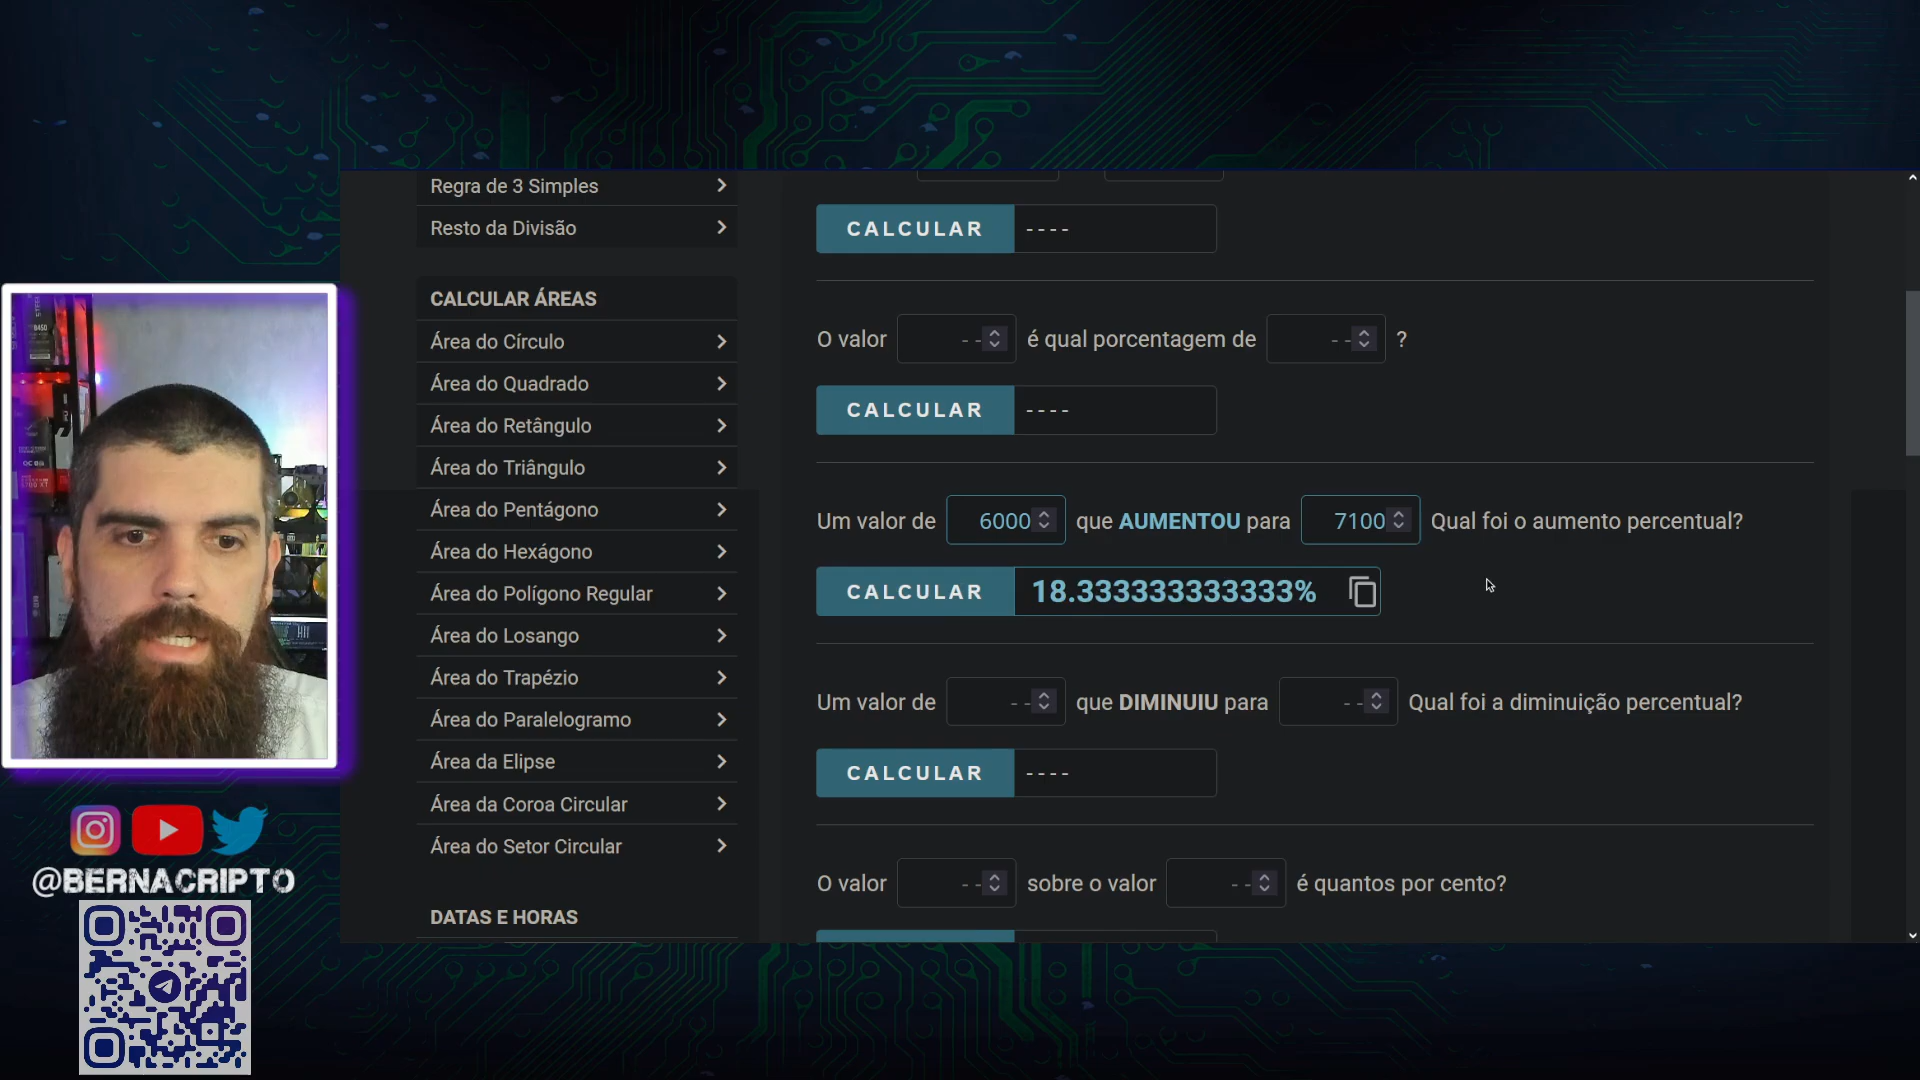 Regra de 3 Simples
Resto da Divisão
CALCULAR ÁREAS
Área do Círculo
Área do Quadrado
Área do Retângulo
Área do Triângulo
Área do Pentágono
Área do Hexágono
Área do Polígono Regular
Área do Losango
Área do Trapézio
Área do Paralelogramo
Área da Elipse
Área da Coroa Circular
Área do Setor Circular
DATAS E HORAS
CALCULAR ----
O valor -- é qual porcentagem de -- ?
CALCULAR ----
Um valor de 6000 que AUMENTOU para 7100 Qual foi o aumento percentual?
CALCULAR 18.333333333333%
Um valor de -- que DIMINUIU para -- Qual foi a diminuição percentual?
CALCULAR ----
O valor -- sobre o valor -- é quantos por cento?
@BERNACRIPTO